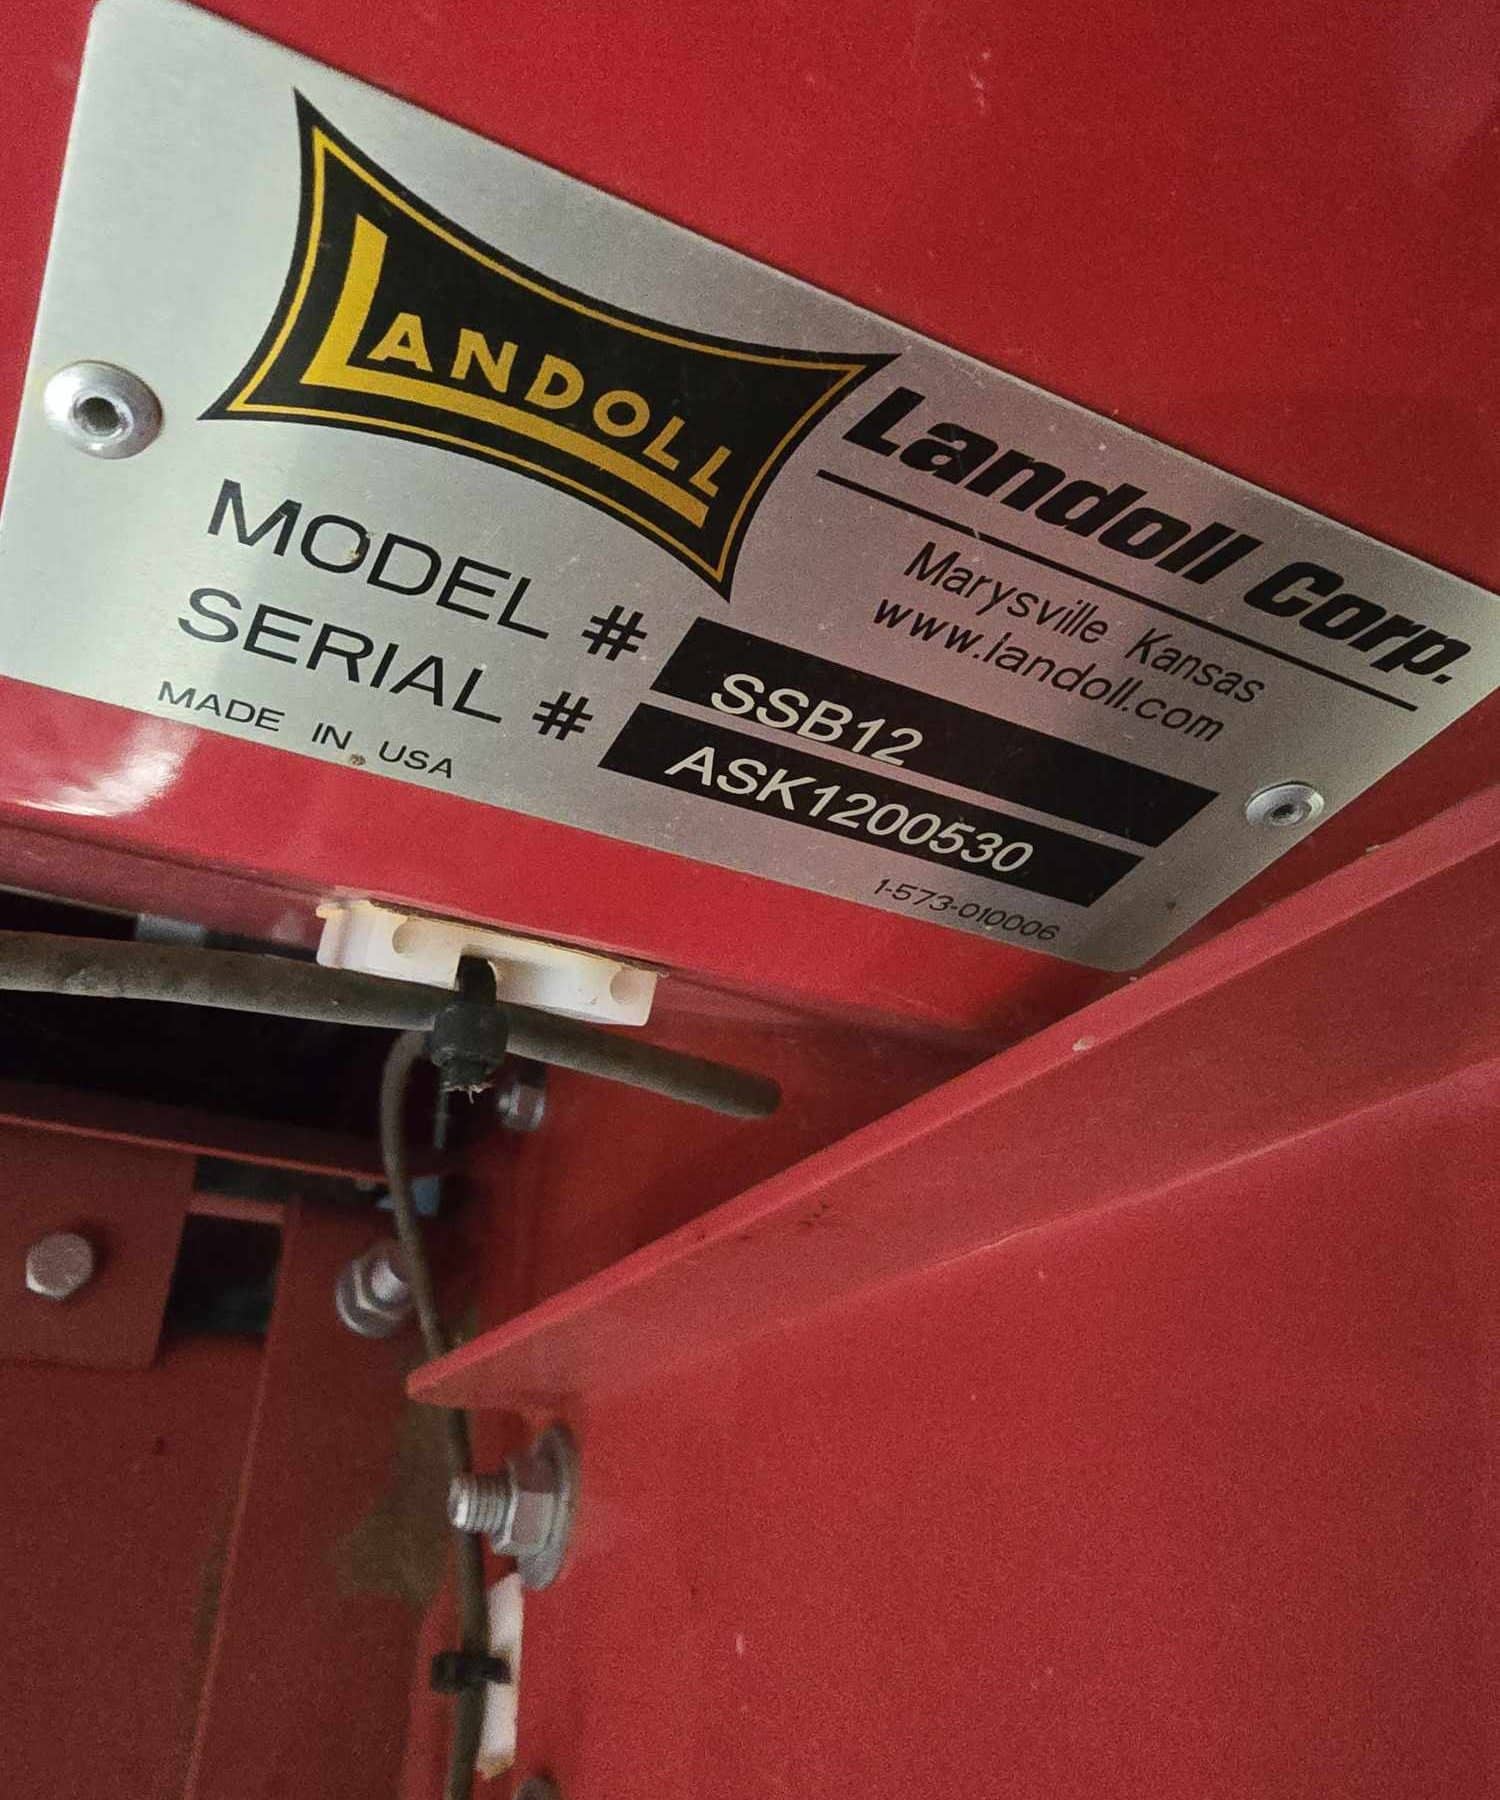 LANDOLL
Landoll Corp.
Marysville Kansas
www.landoll.com
MODEL # SSB12
SERIAL # ASK1200530
MADE IN USA
1-573-010006